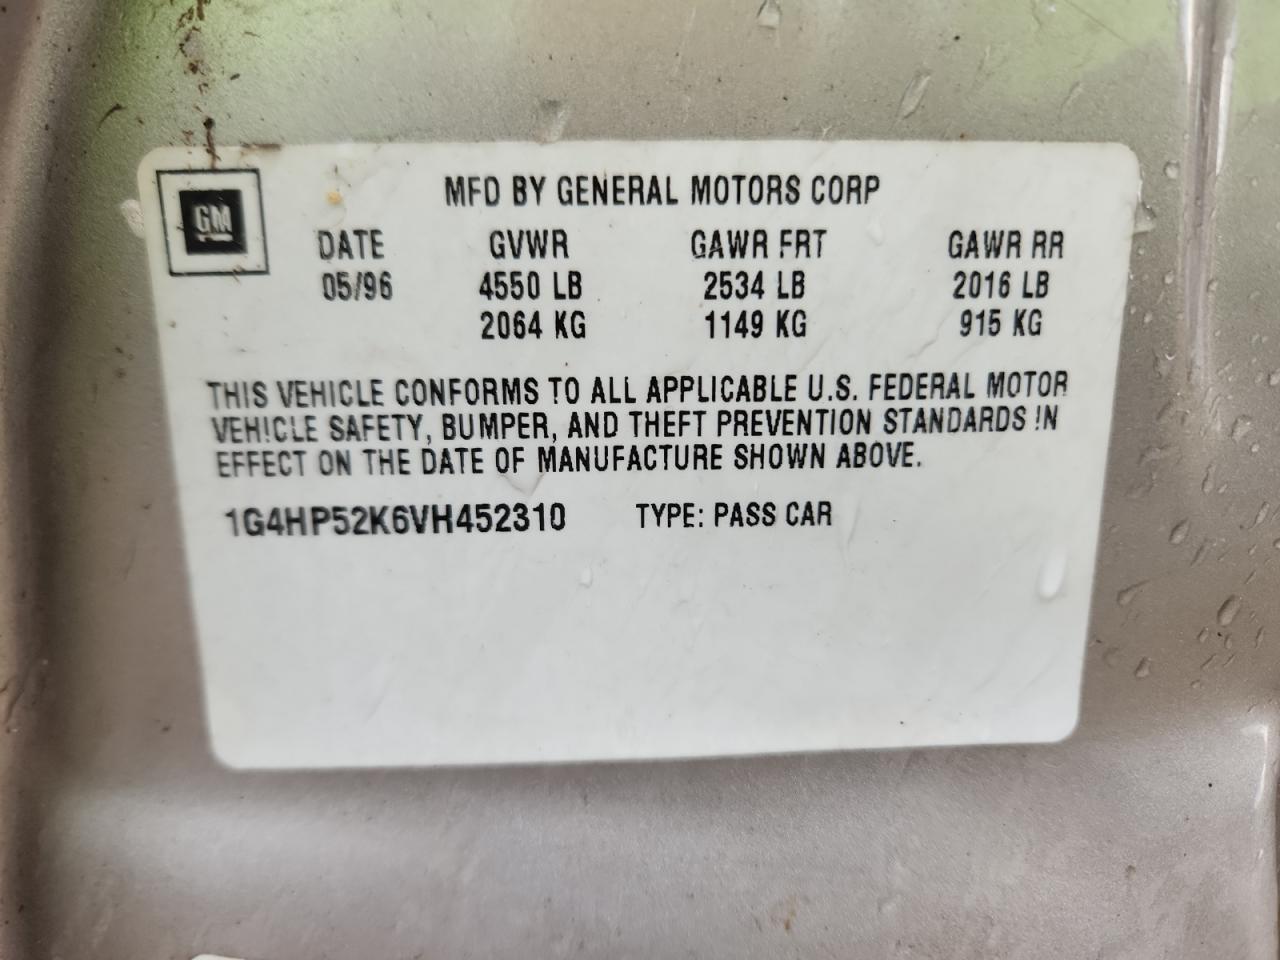 GM
MFD BY GENERAL MOTORS CORP
DATE GVWR GAWR FRT GAWR RR
05/96 4550 LB 2534 LB 2016 LB
2064 KG 1149 KG 915 KG
THIS VEHICLE CONFORMS TO ALL APPLICABLE U.S. FEDERAL MOTOR
VEHICLE SAFETY, BUMPER, AND THEFT PREVENTION STANDARDS IN
EFFECT ON THE DATE OF MANUFACTURE SHOWN ABOVE.
1G4HP52K6VH452310 TYPE: PASS CAR